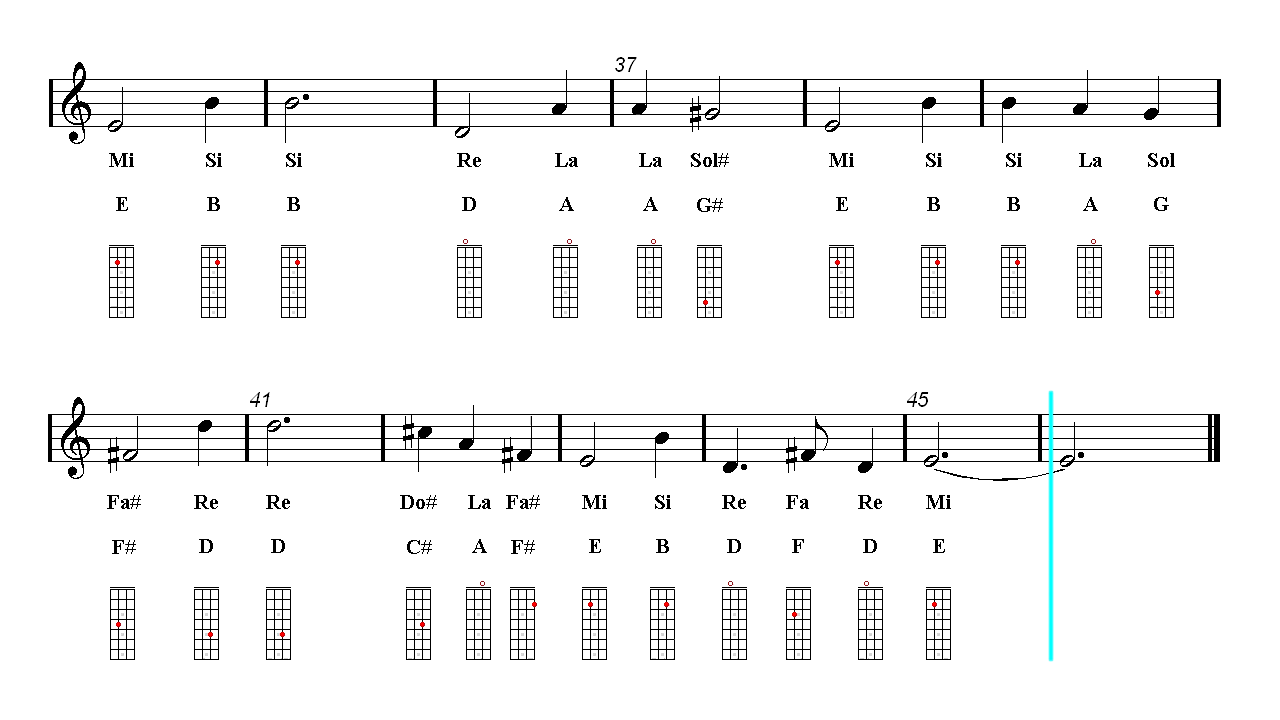 37
Mi Si Si Re La La Sol# Mi Si Si La Sol
E B B D A A G# E B B A G
41 45
Fa# Re Re Do# La Fa# Mi Si Re Fa Re Mi
F# D D C# A F# E B D F D E